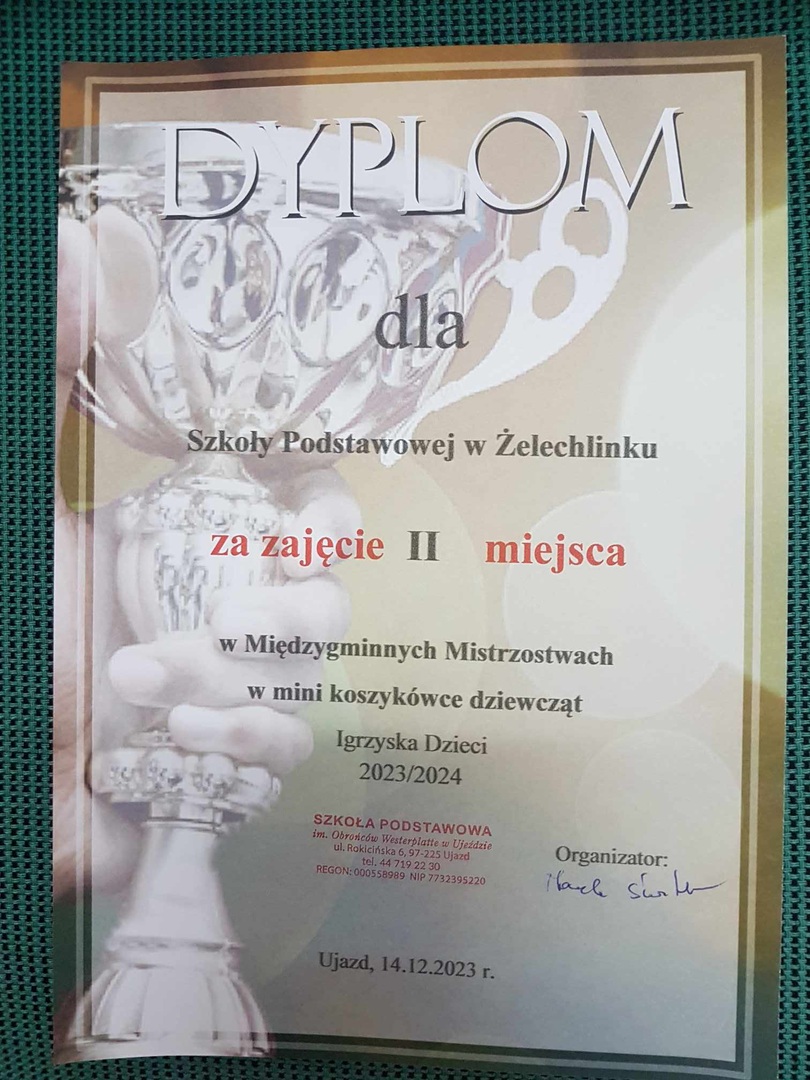 DYPLOM
dla
Szkoły Podstawowej w Żelechlinku
za zajęcie II miejsca
w Międzygminnych Mistrzostwach
w mini koszykówce dziewcząt
Igrzyska Dzieci
2023/2024
SZKOŁA PODSTAWOWA
im. Obrońców Westerplatte w Ujeździe
ul. Rokicińska 6, 97-225 Ujazd
tel. 44 719 22 30
REGON: 000558989 NIP 7732395220
Organizator:
Ujazd, 14.12.2023 r.